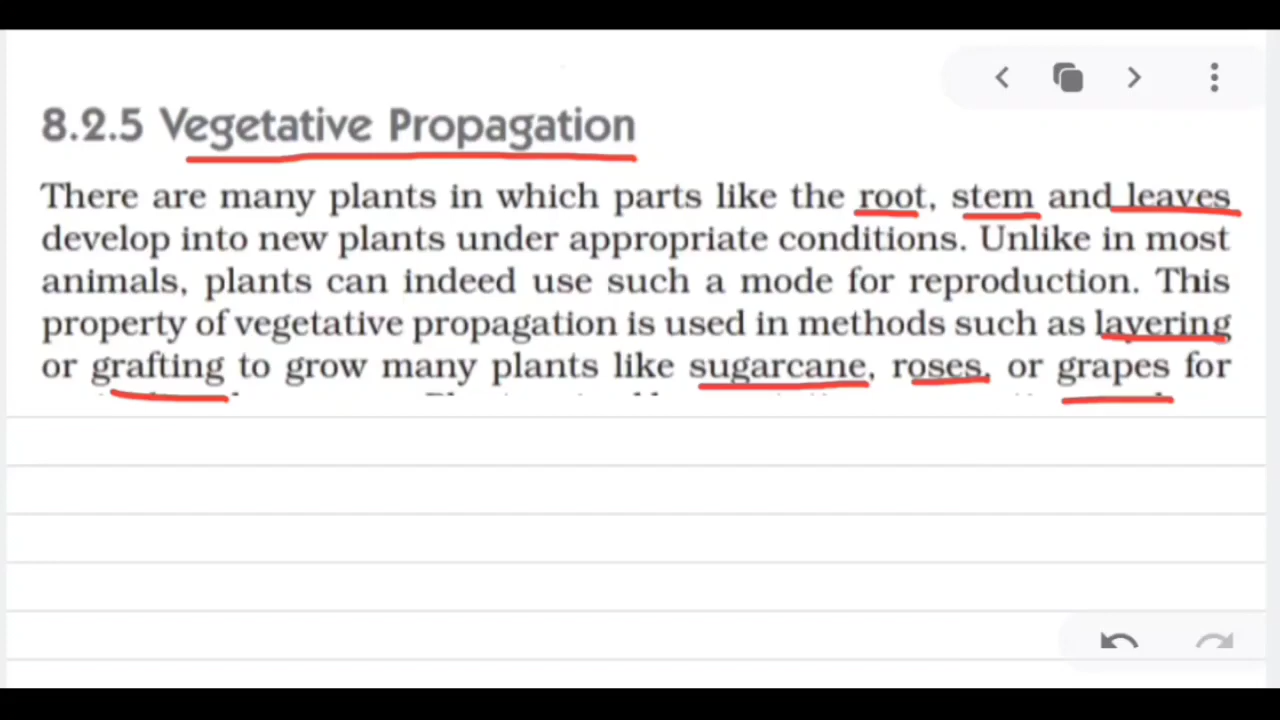 8.2.5 Vegetative Propagation
There are many plants in which parts like the root, stem and leaves
develop into new plants under appropriate conditions. Unlike in most
animals, plants can indeed use such a mode for reproduction. This
property of vegetative propagation is used in methods such as layering
or grafting to grow many plants like sugarcane, roses, or grapes for